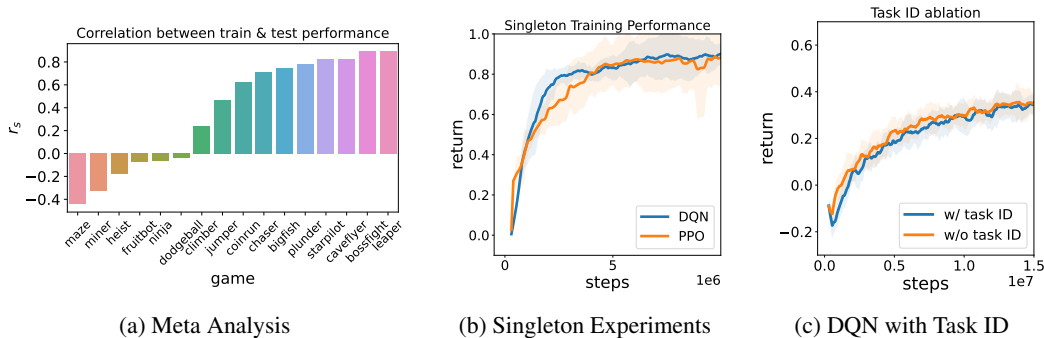 Correlation between train & test performance
r_s
0.8
0.6
0.4
0.2
0.0
−0.2
−0.4
maze
miner
heist
fruitbot
ninja
dodgeball
climber
jumper
coinrun
chaser
bigfish
plunder
starpilot
caveflyer
bossfight
leaper
game
(a) Meta Analysis
Singleton Training Performance
return
1.0
0.8
0.6
0.4
0.2
0.0
DQN
PPO
0
5
1e6
steps
(b) Singleton Experiments
Task ID ablation
return
0.6
0.4
0.2
0.0
−0.2
w/ task ID
w/o task ID
0.0
0.5
1.0
1.5
1e7
steps
(c) DQN with Task ID